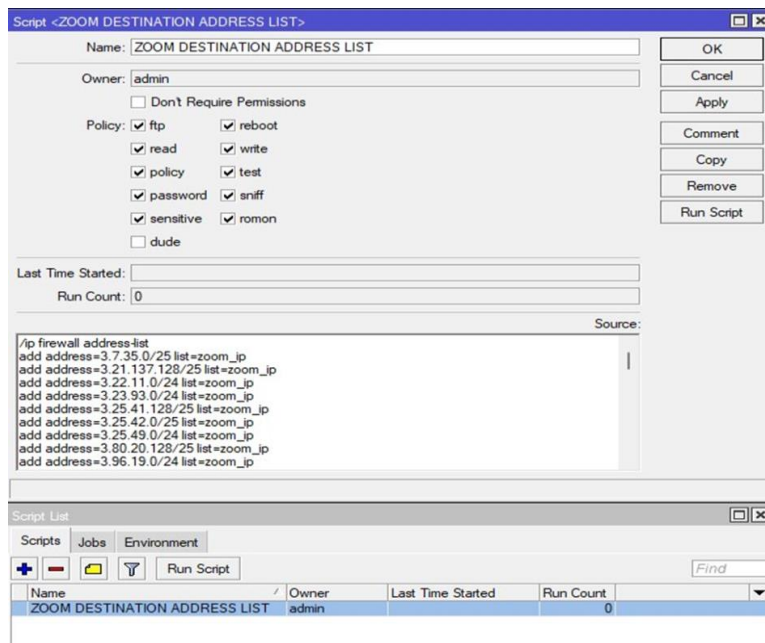 Script <ZOOM DESTINATION ADDRESS LIST>
Name: ZOOM DESTINATION ADDRESS LIST
OK
Owner: admin
Cancel
Don't Require Permissions
Apply
Policy: ftp reboot
Comment
read write
Copy
policy test
Remove
password sniff
Run Script
sensitive romon
dude
Last Time Started:
Run Count: 0
Source:
/ip firewall address-list
add address=3.7.35.0/25 list=zoom_ip
add address=3.21.137.128/25 list=zoom_ip
add address=3.22.11.0/24 list=zoom_ip
add address=3.23.93.0/24 list=zoom_ip
add address=3.25.41.128/25 list=zoom_ip
add address=3.25.42.0/25 list=zoom_ip
add address=3.25.49.0/24 list=zoom_ip
add address=3.80.20.128/25 list=zoom_ip
add address=3.96.19.0/24 list=zoom_ip
Script List
Scripts Jobs Environment
Run Script Find
Name / Owner Last Time Started Run Count
ZOOM DESTINATION ADDRESS LIST admin 0